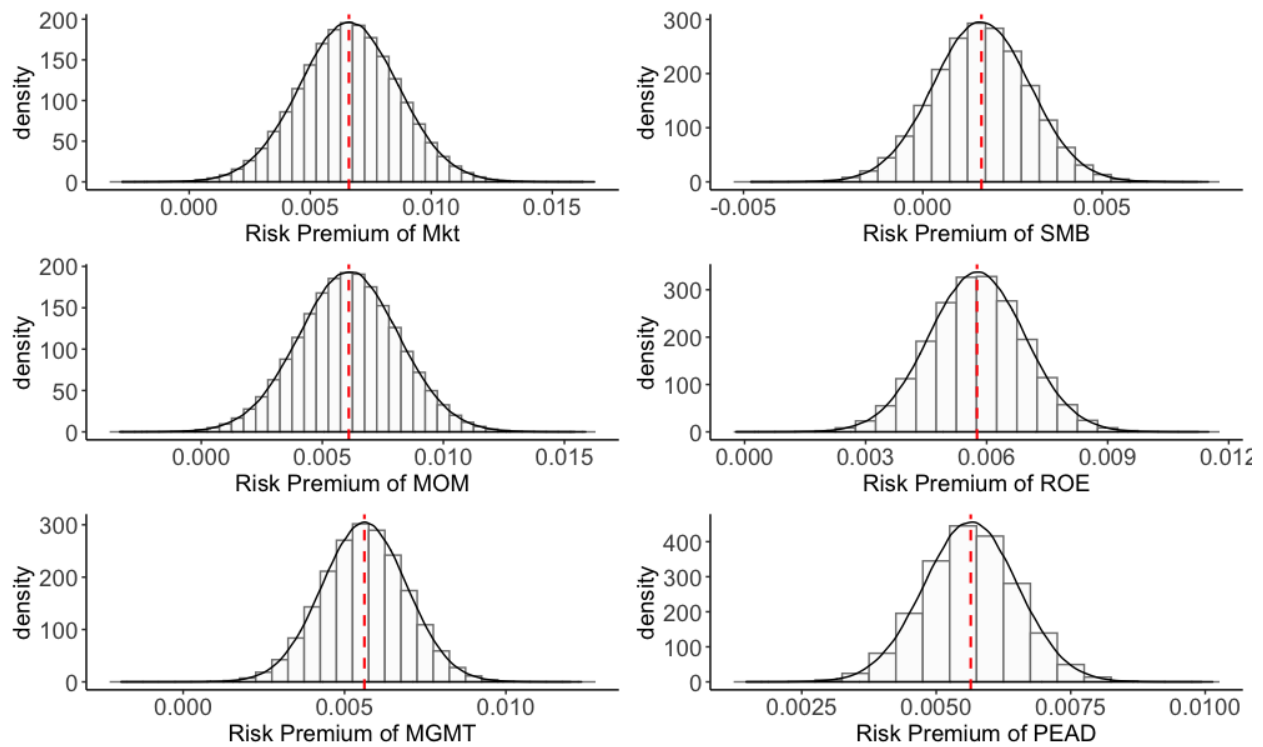 200
150
100
50
0
density
0.000 0.005 0.010 0.015
Risk Premium of Mkt
300
200
100
0
density
-0.005 0.000 0.005
Risk Premium of SMB
200
150
100
50
0
density
0.000 0.005 0.010 0.015
Risk Premium of MOM
300
200
100
0
density
0.000 0.003 0.006 0.009 0.012
Risk Premium of ROE
300
200
100
0
density
0.000 0.005 0.010
Risk Premium of MGMT
400
300
200
100
0
density
0.0025 0.0050 0.0075 0.0100
Risk Premium of PEAD